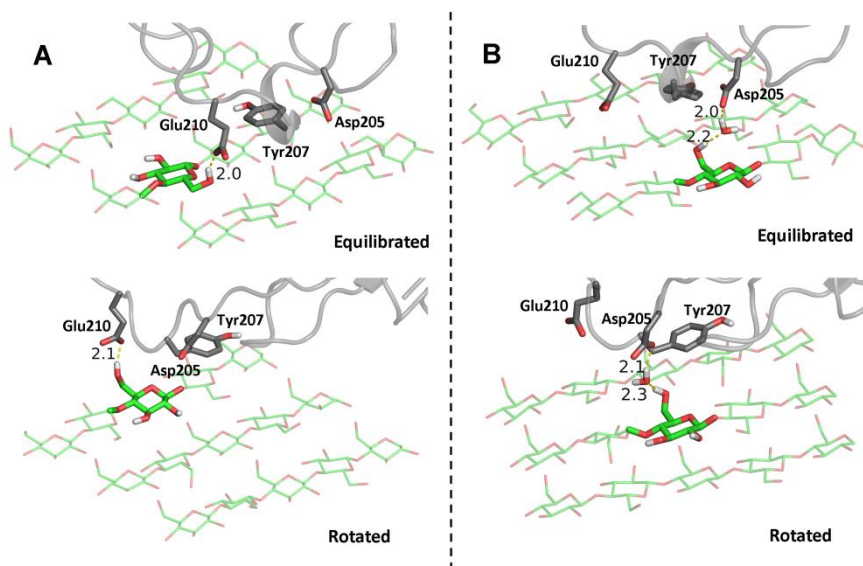 A
Glu210
Tyr207
Asp205
2.0
Equilibrated
Glu210
Tyr207
2.1
Asp205
Rotated
B
Glu210
Tyr207
Asp205
2.0
2.2
Equilibrated
Glu210
Asp205
Tyr207
2.1
2.3
Rotated